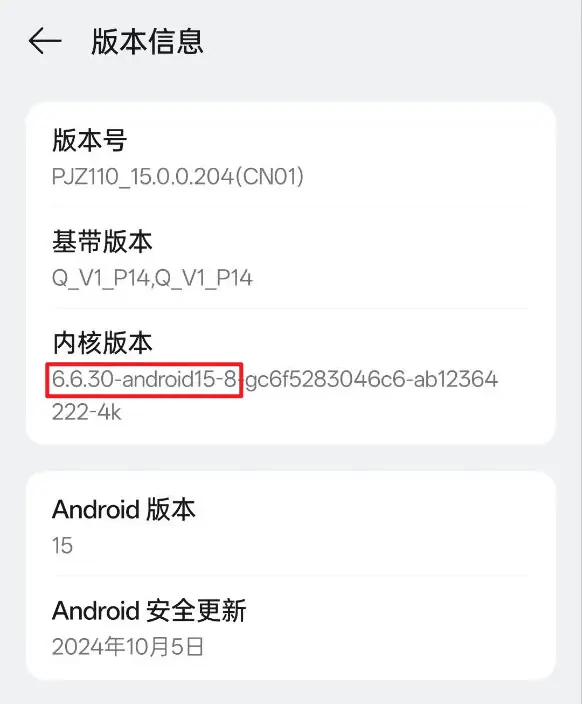 版本信息
版本号
PJZ110_15.0.0.204(CN01)
基带版本
Q_V1_P14,Q_V1_P14
内核版本
6.6.30-android15-8-gc6f5283046c6-ab12364
222-4k
Android 版本
15
Android 安全更新
2024年10月5日